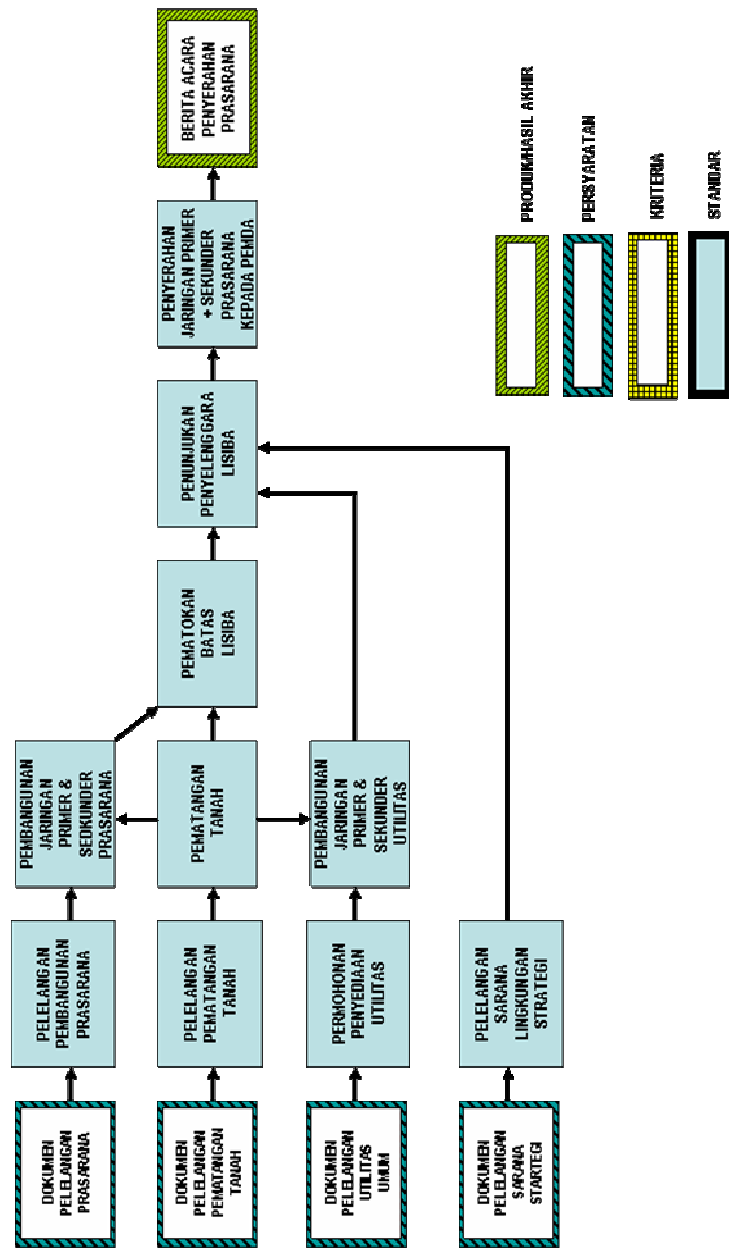 DOKUMEN
PELELANGAN
PRASARANA
PELELANGAN
PEMBANGUNAN
PRASARANA
PEMBANGUNAN
JARINGAN
PRIMER &
SEDKUNDER
PRASARANA
DOKUMEN
PELELANGAN
PEMATANGAN
TANAH
PELELANGAN
PEMATANGAN
TANAH
PEMATANGAN
TANAH
PEMATOKAN
BATAS
LISIBA
PENUNJUKAN
PENYELENGGARA
LISIBA
PENYERAHAN
JARINGAN PRIMER
+ SEKUNDER
PRASARANA
KEPADA PEMDA
BERITA ACARA
PENYERAHAN
PRASARANA
DOKUMEN
PELELANGAN
UTILITAS
UMUM
PERMOHONAN
PENYEDIAAN
UTILITAS
PEMBANGUNAN
JARINGAN
PRIMER &
SEKUNDER
UTILITAS
DOKUMEN
PELELANGAN
SARANA
STARTEGI
PELELANGAN
SARANA
LINGKUNGAN
STRATEGI
PRODUK/HASIL AKHIR
PERSYARATAN
KRITERIA
STANDAR